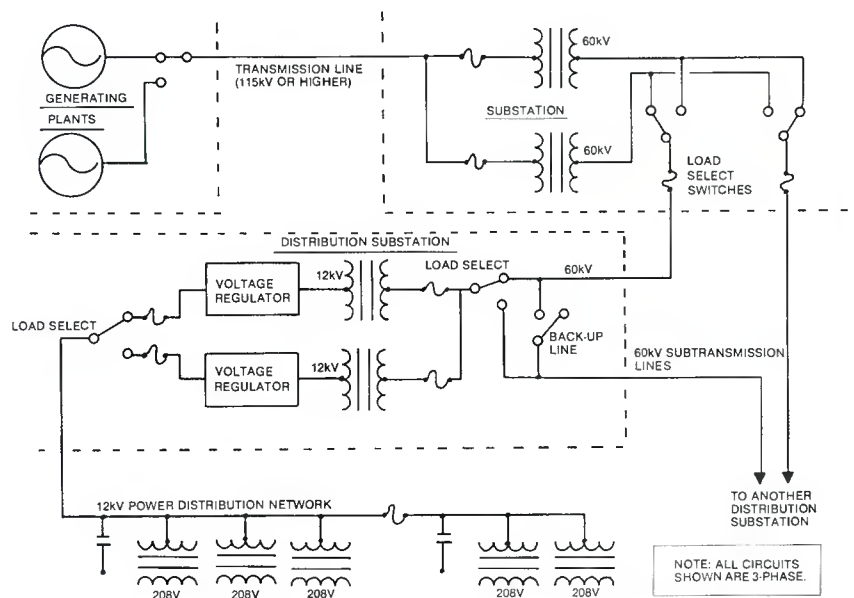 GENERATING
PLANTS
TRANSMISSION LINE
(115kV OR HIGHER)
60kV
SUBSTATION
60kV
LOAD
SELECT
SWITCHES
DISTRIBUTION SUBSTATION
LOAD SELECT
60kV
12kV
VOLTAGE
REGULATOR
LOAD SELECT
BACK-UP
LINE
12kV
VOLTAGE
REGULATOR
60kV SUBTRANSMISSION
LINES
TO ANOTHER
DISTRIBUTION
SUBSTATION
12kV POWER DISTRIBUTION NETWORK
208V
208V
208V
208V
208V
NOTE: ALL CIRCUITS
SHOWN ARE 3-PHASE.